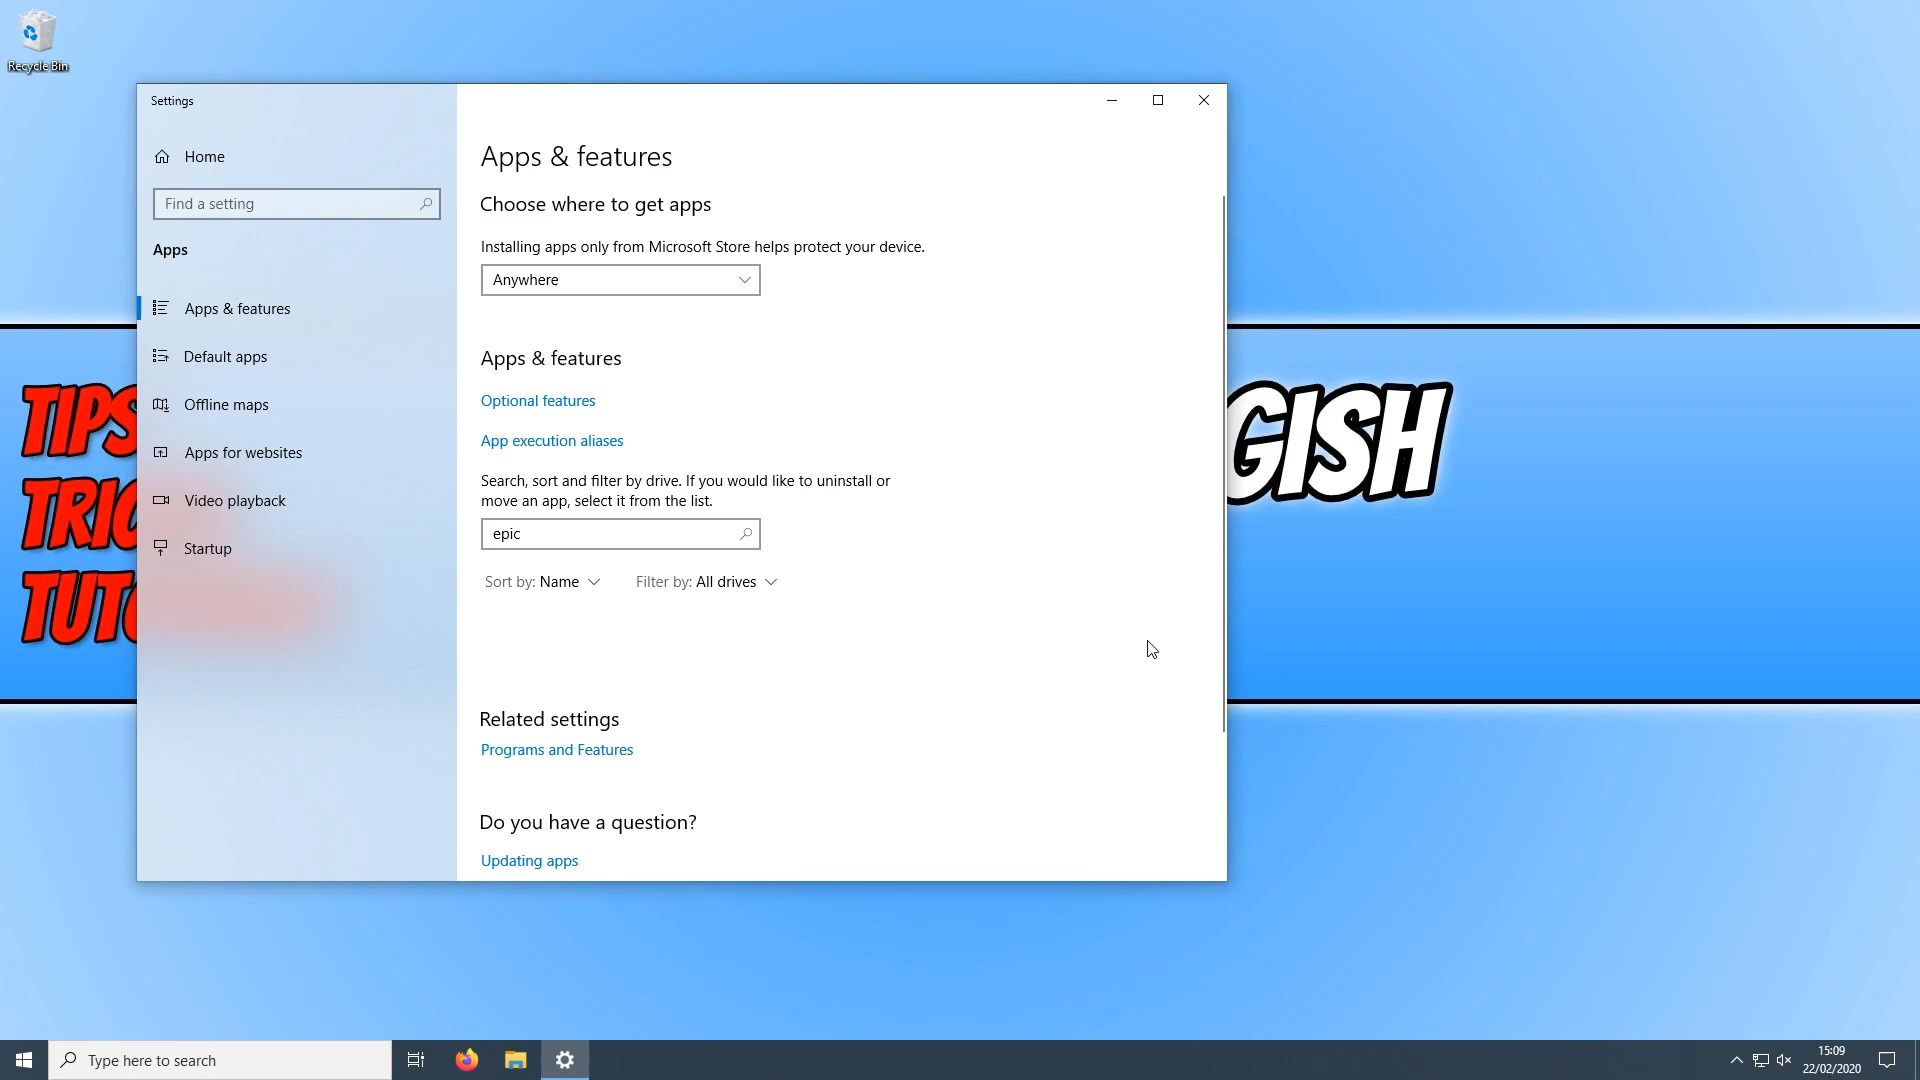 Recycle Bin
Settings
Home
Find a setting
Apps
Apps & features
Default apps
Offline maps
Apps for websites
Video playback
Startup
Apps & features
Choose where to get apps
Installing apps only from Microsoft Store helps protect your device.
Anywhere
Apps & features
Optional features
App execution aliases
Search, sort and filter by drive. If you would like to uninstall or
move an app, select it from the list.
epic
Sort by: Name
Filter by: All drives
Related settings
Programs and Features
Do you have a question?
Updating apps
TIPS
TRIC
TUTO
GISH
Type here to search
15:09
22/02/2020